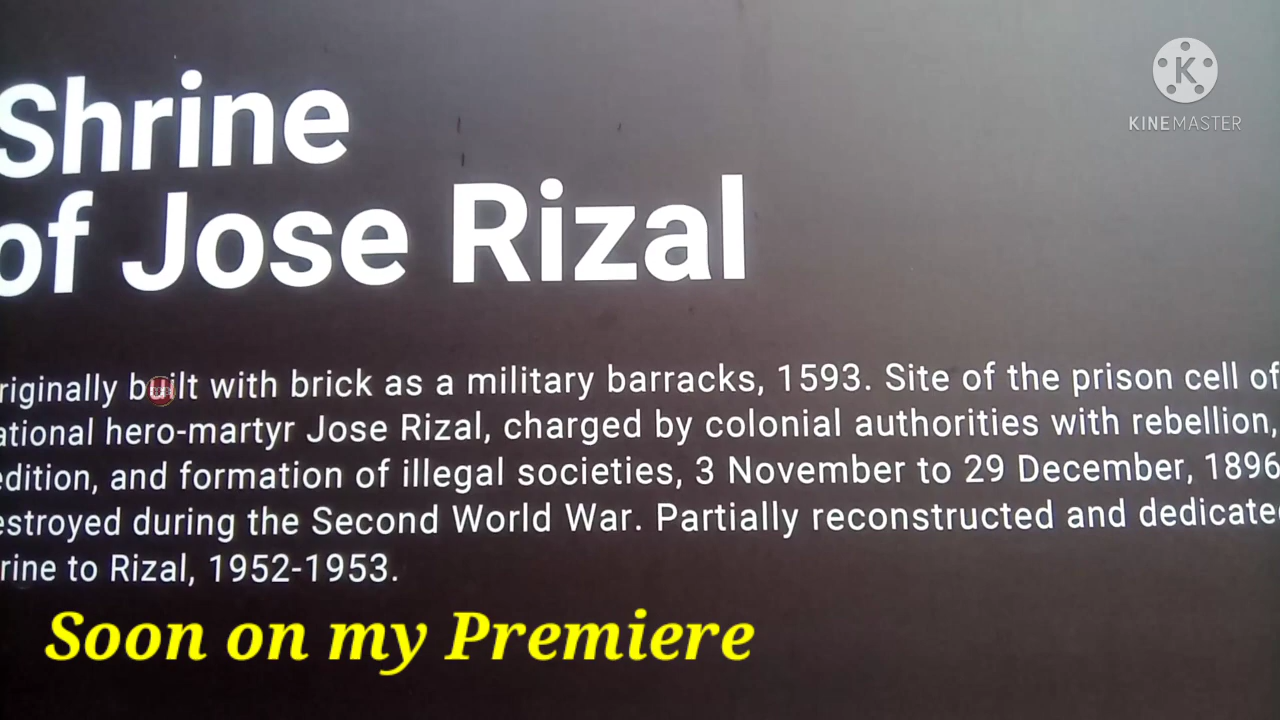 Shrine
of Jose Rizal
riginally built with brick as a military barracks, 1593. Site of the prison cell of
ational hero-martyr Jose Rizal, charged by colonial authorities with rebellion,
edition, and formation of illegal societies, 3 November to 29 December, 1896
estroyed during the Second World War. Partially reconstructed and dedicate
rine to Rizal, 1952-1953.
Soon on my Premiere
K
KINEMASTER